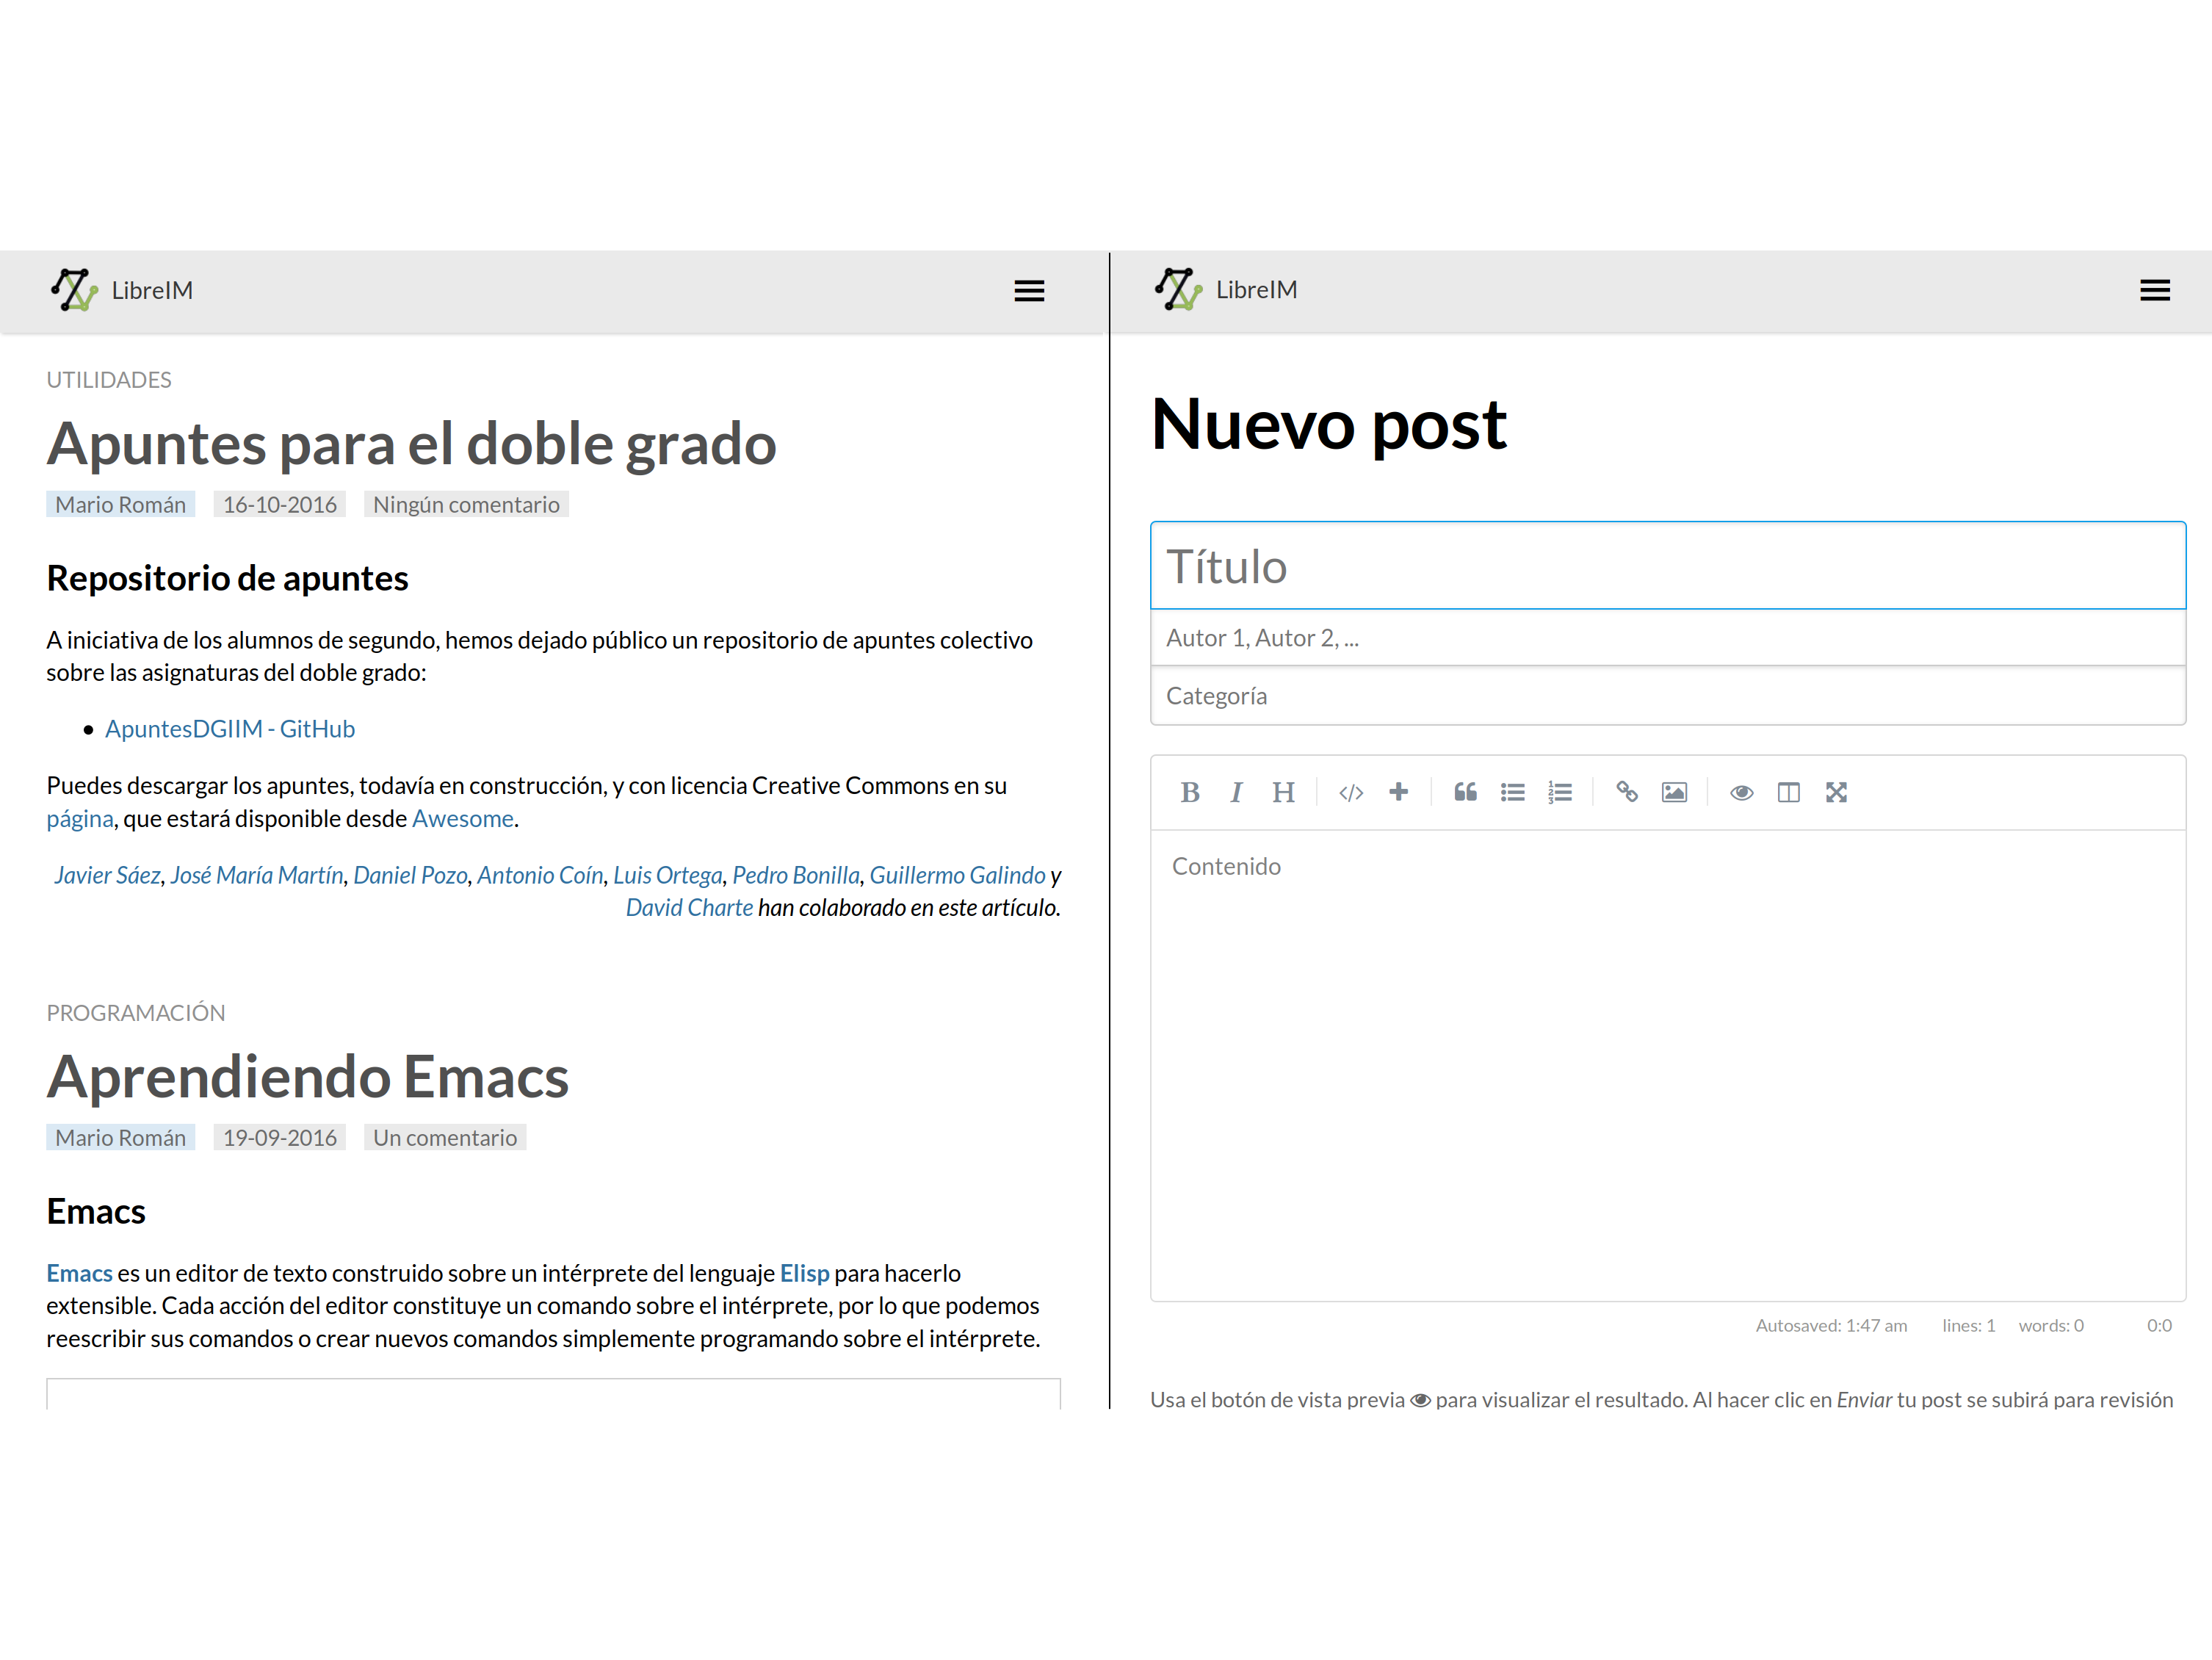 LibreIM
UTILIDADES
Apuntes para el doble grado
Mario Román 16-10-2016 Ningún comentario
Repositorio de apuntes
A iniciativa de los alumnos de segundo, hemos dejado público un repositorio de apuntes colectivo
sobre las asignaturas del doble grado:
• ApuntesDGIIM - GitHub
Puedes descargar los apuntes, todavía en construcción, y con licencia Creative Commons en su
página, que estará disponible desde Awesome.
Javier Sáez, José María Martín, Daniel Pozo, Antonio Coín, Luis Ortega, Pedro Bonilla, Guillermo Galindo y
David Charte han colaborado en este artículo.
PROGRAMACIÓN
Aprendiendo Emacs
Mario Román 19-09-2016 Un comentario
Emacs
Emacs es un editor de texto construido sobre un intérprete del lenguaje Elisp para hacerlo
extensible. Cada acción del editor constituye un comando sobre el intérprete, por lo que podemos
reescribir sus comandos o crear nuevos comandos simplemente programando sobre el intérprete.
LibreIM
Nuevo post
Título
Autor 1, Autor 2, ...
Categoría
B I H
Contenido
Autosaved: 1:47 am lines: 1 words: 0 0:0
Usa el botón de vista previa para visualizar el resultado. Al hacer clic en Enviar tu post se subirá para revisión